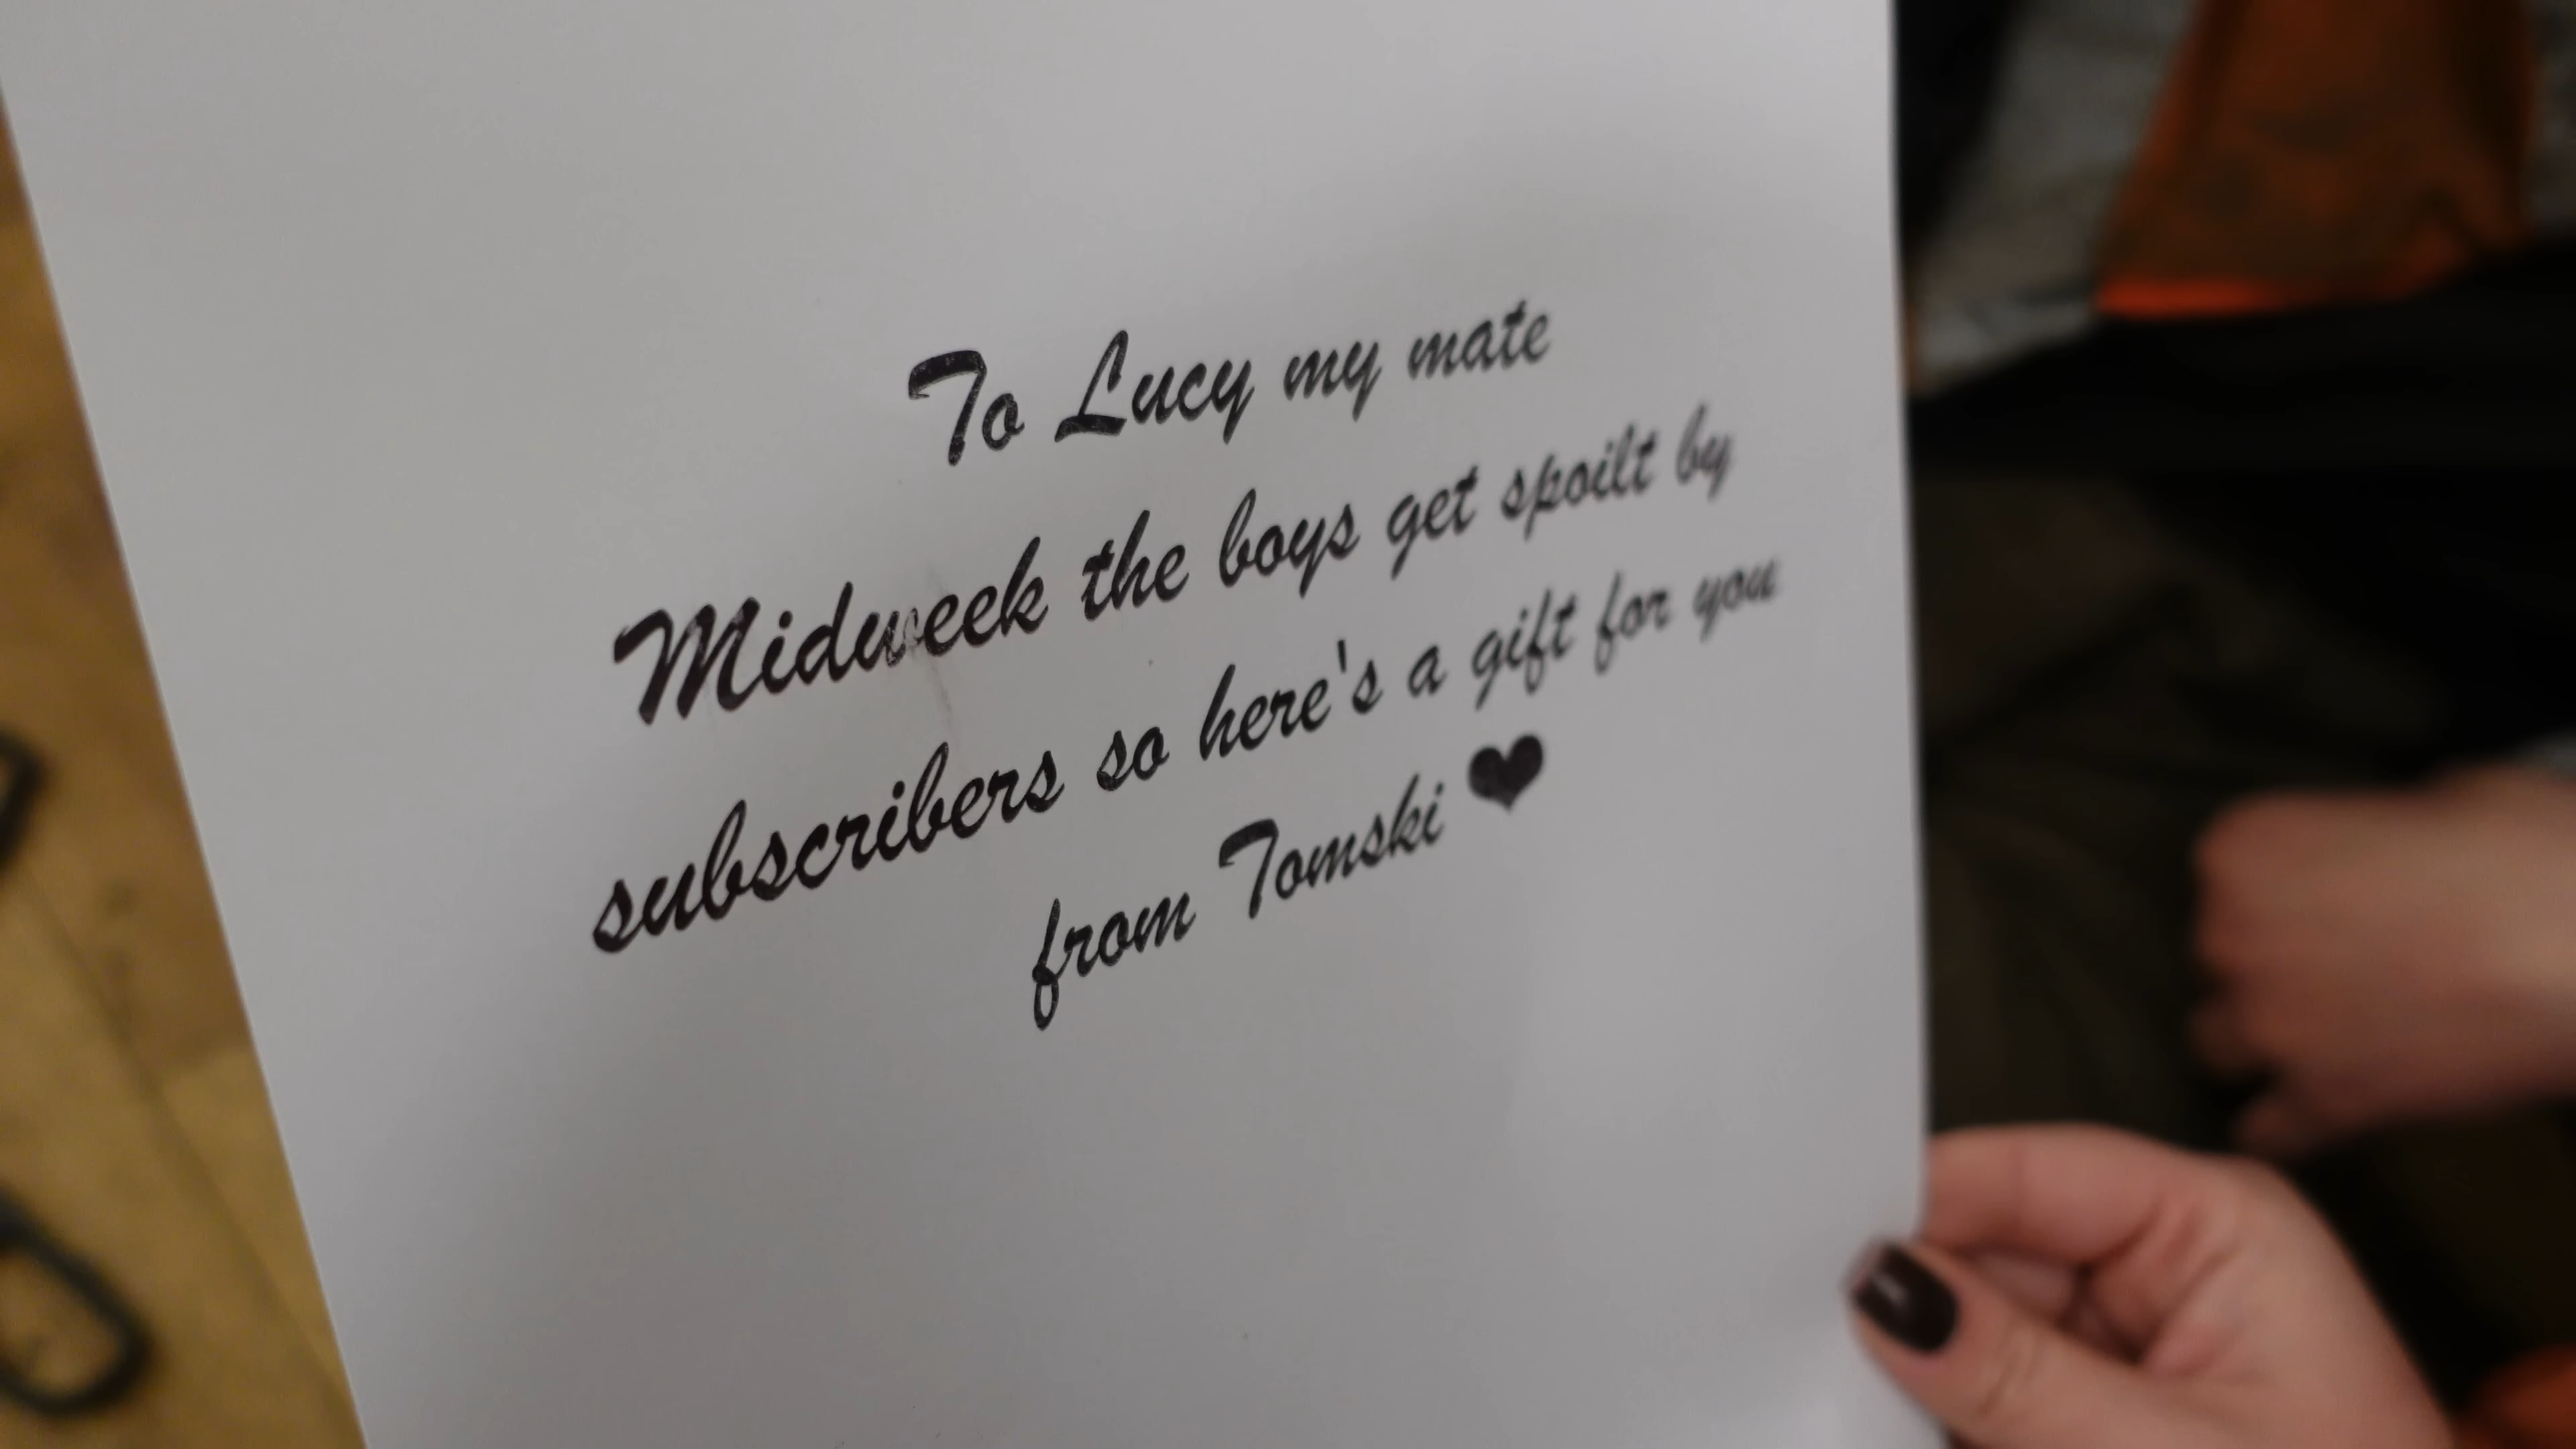 To Lucy my mate
Midweek the boys get spoilt by
subscribers so here's a gift for you
from Tomski ♥